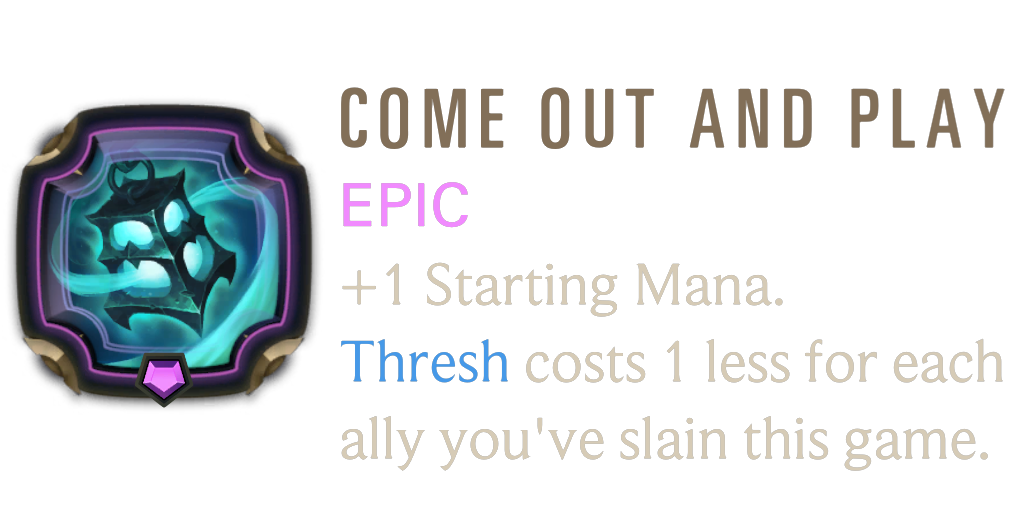 COME OUT AND PLAY
EPIC
+1 Starting Mana.
Thresh costs 1 less for each
ally you've slain this game.